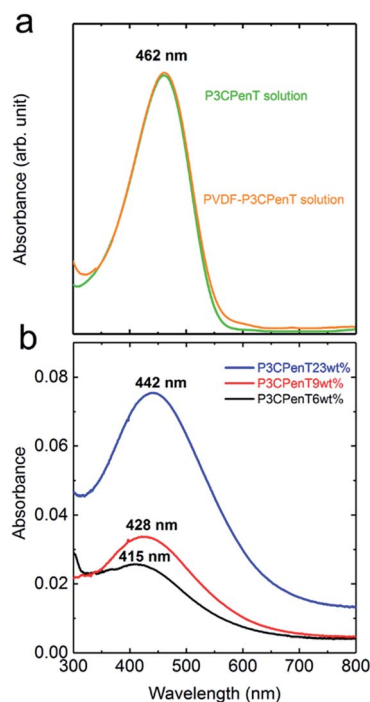 a
462 nm
P3CPenT solution
PVDF-P3CPenT solution
Absorbance (arb. unit)
b
442 nm
P3CPenT23wt%
P3CPenT9wt%
P3CPenT6wt%
428 nm
415 nm
Absorbance
0.08
0.06
0.04
0.02
0.00
300 400 500 600 700 800
Wavelength (nm)